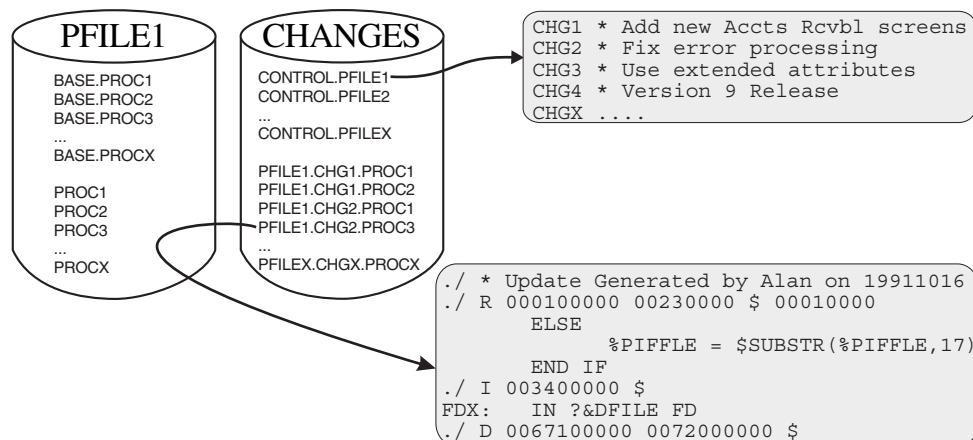 PFILE1
BASE.PROC1
BASE.PROC2
BASE.PROC3
...
BASE.PROCX
PROC1
PROC2
PROC3
...
PROCX
CHANGES
CONTROL.PFILE1
CONTROL.PFILE2
...
CONTROL.PFILEX
PFILE1.CHG1.PROC1
PFILE1.CHG1.PROC2
PFILE1.CHG2.PROC1
PFILE1.CHG2.PROC3
...
PFILEX.CHGX.PROCX
CHG1 * Add new Accts Rcvbl screens
CHG2 * Fix error processing
CHG3 * Use extended attributes
CHG4 * Version 9 Release
CHGX ....
./ * Update Generated by Alan on 19911016
./ R 000100000 00230000 $ 00010000
ELSE
%PIFFLE = $SUBSTR(%PIFFLE,17)
END IF
./ I 003400000 $
FDX: IN ?&DFILE FD
./ D 0067100000 0072000000 $